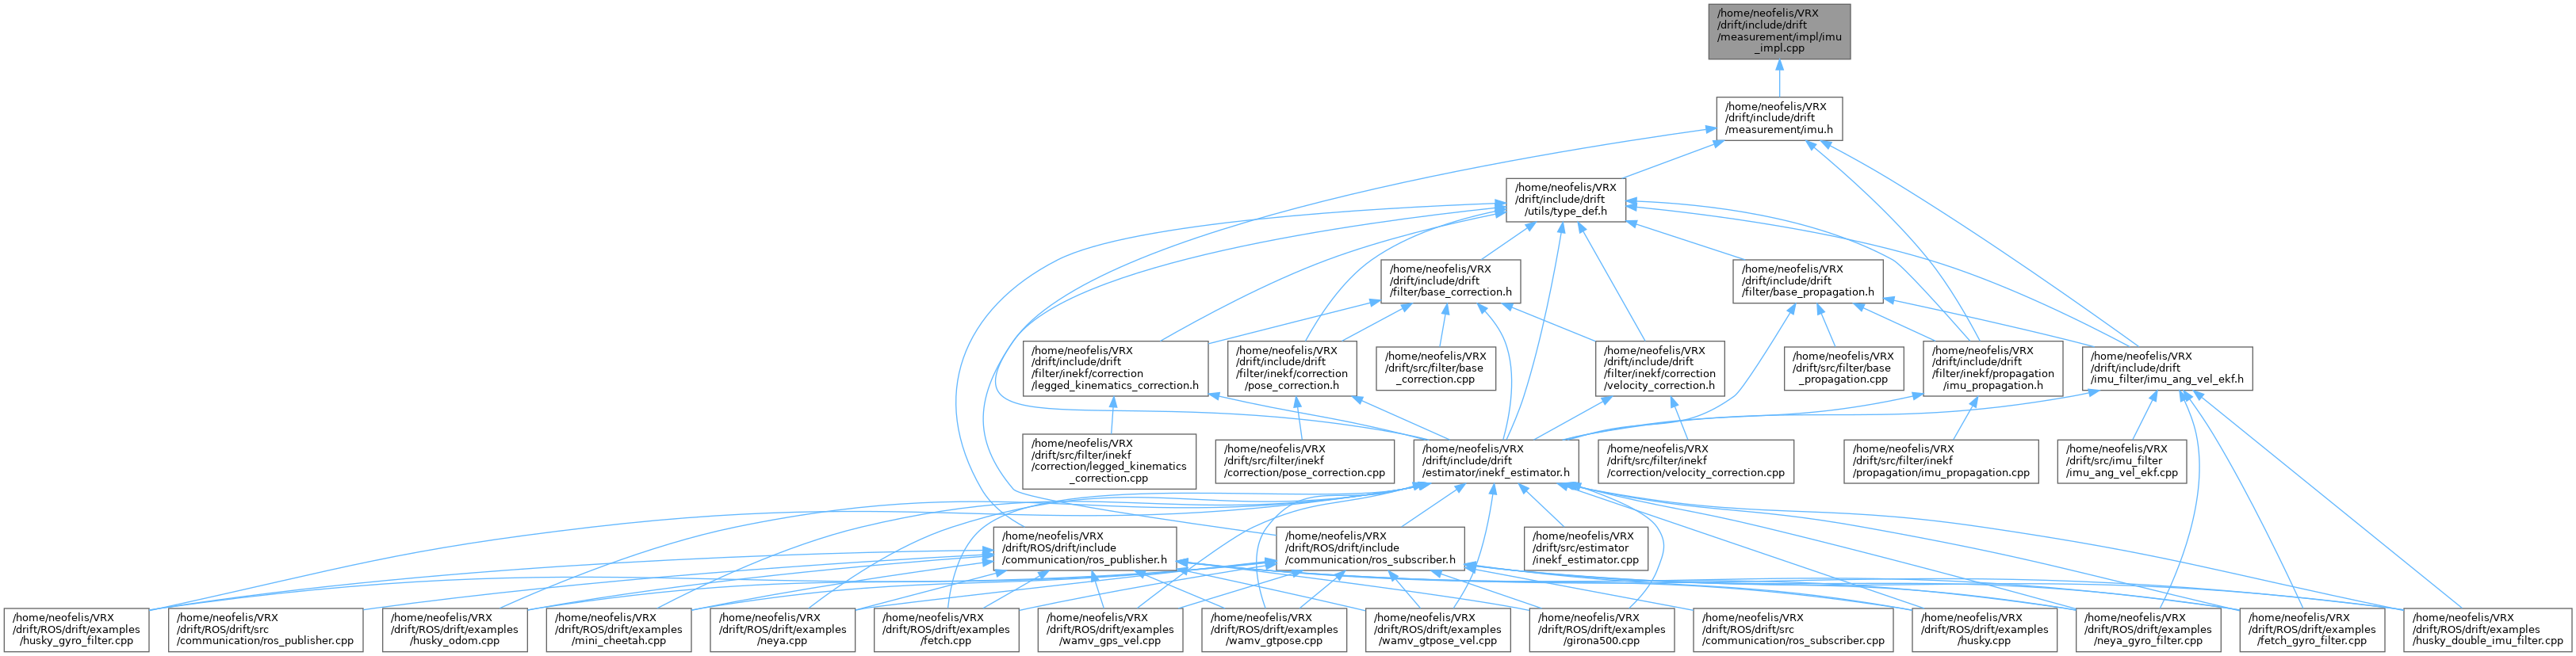 /home/neofelis/VRX
/drift/include/drift
/measurement/impl/imu
_impl.cpp
/home/neofelis/VRX
/drift/include/drift
/measurement/imu.h
/home/neofelis/VRX
/drift/include/drift
/utils/type_def.h
/home/neofelis/VRX
/drift/include/drift
/filter/base_correction.h
/home/neofelis/VRX
/drift/include/drift
/filter/base_propagation.h
/home/neofelis/VRX
/drift/include/drift
/filter/inekf/correction
/legged_kinematics_correction.h
/home/neofelis/VRX
/drift/include/drift
/filter/inekf/correction
/pose_correction.h
/home/neofelis/VRX
/drift/src/filter/base
_correction.cpp
/home/neofelis/VRX
/drift/include/drift
/filter/inekf/correction
/velocity_correction.h
/home/neofelis/VRX
/drift/src/filter/base
_propagation.cpp
/home/neofelis/VRX
/drift/include/drift
/filter/inekf/propagation
/imu_propagation.h
/home/neofelis/VRX
/drift/include/drift
/imu_filter/imu_ang_vel_ekf.h
/home/neofelis/VRX
/drift/src/filter/inekf
/correction/legged_kinematics
_correction.cpp
/home/neofelis/VRX
/drift/src/filter/inekf
/correction/pose_correction.cpp
/home/neofelis/VRX
/drift/include/drift
/estimator/inekf_estimator.h
/home/neofelis/VRX
/drift/src/filter/inekf
/correction/velocity_correction.cpp
/home/neofelis/VRX
/drift/src/filter/inekf
/propagation/imu_propagation.cpp
/home/neofelis/VRX
/drift/src/imu_filter
/imu_ang_vel_ekf.cpp
/home/neofelis/VRX
/drift/ROS/drift/include
/communication/ros_publisher.h
/home/neofelis/VRX
/drift/ROS/drift/include
/communication/ros_subscriber.h
/home/neofelis/VRX
/drift/src/estimator
/inekf_estimator.cpp
/home/neofelis/VRX
/drift/ROS/drift/examples
/husky_gyro_filter.cpp
/home/neofelis/VRX
/drift/ROS/drift/src
/communication/ros_publisher.cpp
/home/neofelis/VRX
/drift/ROS/drift/examples
/husky_odom.cpp
/home/neofelis/VRX
/drift/ROS/drift/examples
/mini_cheetah.cpp
/home/neofelis/VRX
/drift/ROS/drift/examples
/neya.cpp
/home/neofelis/VRX
/drift/ROS/drift/examples
/fetch.cpp
/home/neofelis/VRX
/drift/ROS/drift/examples
/wamv_gps_vel.cpp
/home/neofelis/VRX
/drift/ROS/drift/examples
/wamv_gtpose.cpp
/home/neofelis/VRX
/drift/ROS/drift/examples
/wamv_gtpose_vel.cpp
/home/neofelis/VRX
/drift/ROS/drift/examples
/girona500.cpp
/home/neofelis/VRX
/drift/ROS/drift/src
/communication/ros_subscriber.cpp
/home/neofelis/VRX
/drift/ROS/drift/examples
/husky.cpp
/home/neofelis/VRX
/drift/ROS/drift/examples
/neya_gyro_filter.cpp
/home/neofelis/VRX
/drift/ROS/drift/examples
/fetch_gyro_filter.cpp
/home/neofelis/VRX
/drift/ROS/drift/examples
/husky_double_imu_filter.cpp